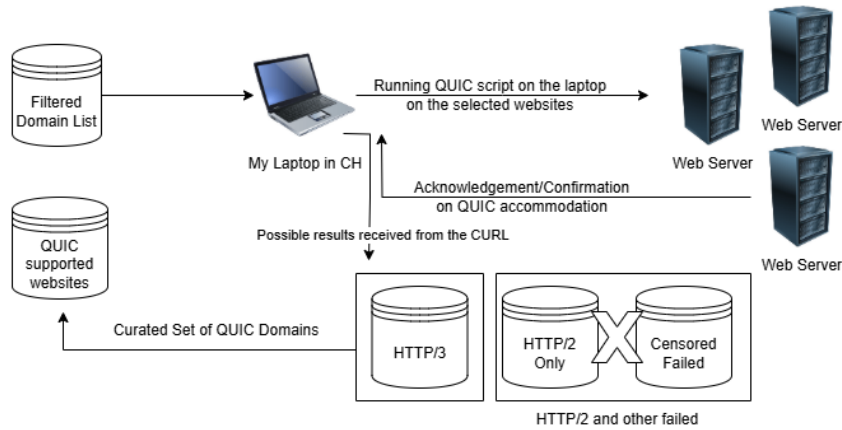 Filtered
Domain List
My Laptop in CH
Running QUIC script on the laptop
on the selected websites
Web Server
Web Server
Web Server
Acknowledgement/Confirmation
on QUIC accommodation
Possible results received from the CURL
QUIC
supported
websites
Curated Set of QUIC Domains
HTTP/3
HTTP/2
Only
Censored
Failed
HTTP/2 and other failed